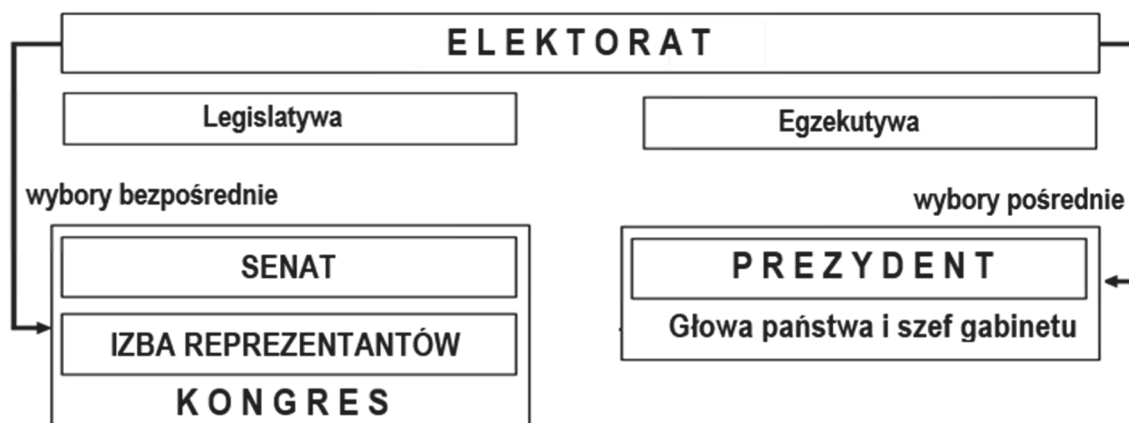 ELEKTORAT
Legislatywa
Egzekutywa
wybory bezpośrednie
wybory pośrednie
SENAT
PREZYDENT
IZBA REPREZENTANTÓW
Głowa państwa i szef gabinetu
KONGRES